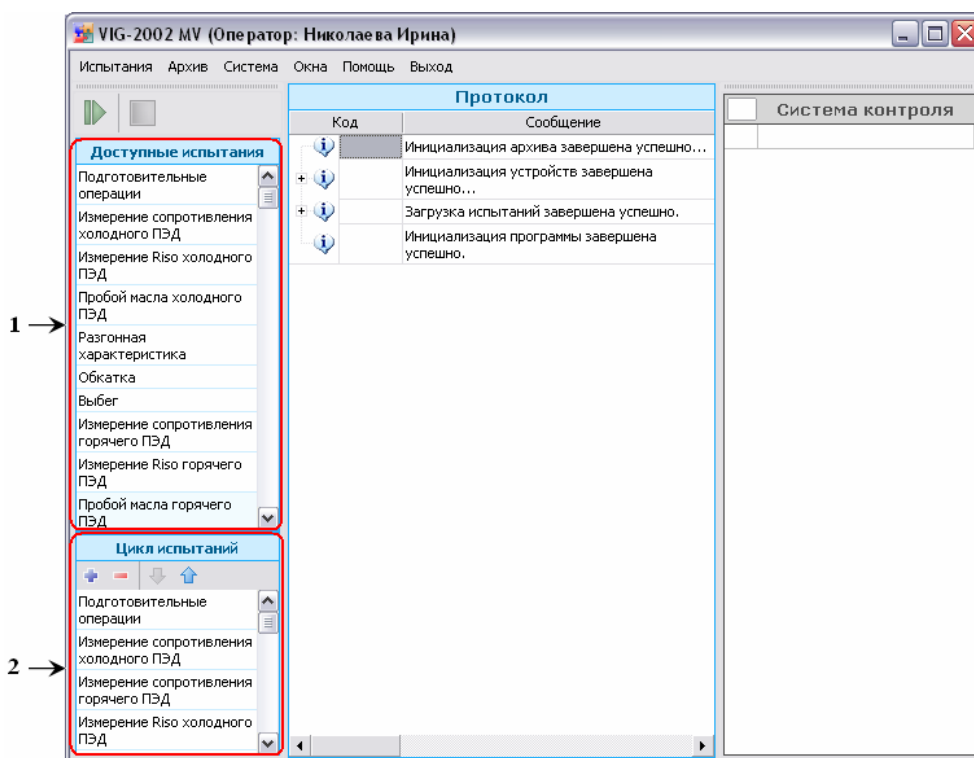 VIG-2002 MV (Оператор: Николаева Ирина)
Испытания Архив Система Окна Помощь Выход
Доступные испытания
Подготовительные
операции
Измерение сопротивления
холодного ПЭД
Измерение Riso холодного
ПЭД
Пробой масла холодного
ПЭД
Разгонная
характеристика
Обкатка
Выбег
Измерение сопротивления
горячего ПЭД
Измерение Riso горячего
ПЭД
Пробой масла горячего
ПЭД
1
Цикл испытаний
Подготовительные
операции
Измерение сопротивления
холодного ПЭД
Измерение сопротивления
горячего ПЭД
Измерение Riso холодного
ПЭД
2
Протокол
Код Сообщение
Инициализация архива завершена успешно...
Инициализация устройств завершена
успешно...
Загрузка испытаний завершена успешно.
Инициализация программы завершена
успешно.
Система контроля